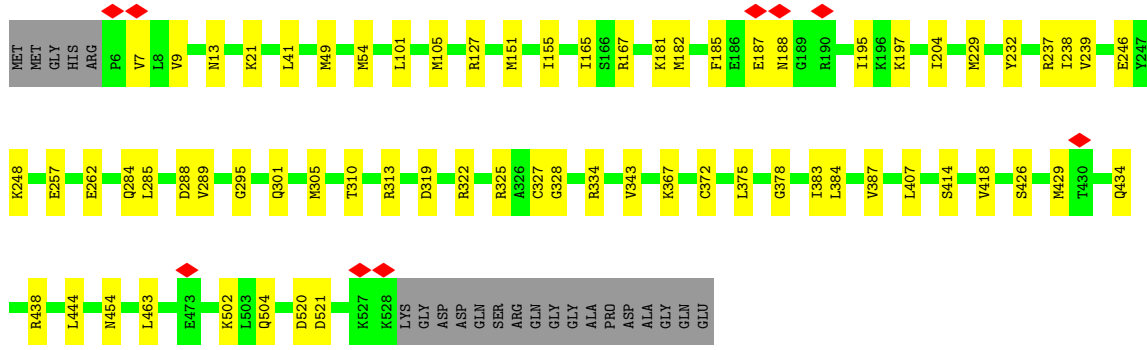 MET MET GLY HIS ARG P6 V7 L8 V9 N13 K21 L41 M49 M54 L101 M105 R127 M151 I155 I165 S166 R167 K181 M182 F185 E186 E187 N188 G189 R190 I195 K196 K197 I204 M229 Y232 R237 I238 V239 E246 Y247
K248 E257 E262 Q284 L285 D288 V289 G295 Q301 M305 T310 R313 D319 R322 R325 A326 C327 G328 R334 V343 K367 C372 L375 G378 I383 L384 V387 L407 S414 V418 S426 M429 T430 Q434
R438 L444 N454 L463 E473 K502 L503 Q504 D520 D521 K527 K528 LYS GLY ASP ASP GLN SER ARG GLN GLY GLY ALA PRO ASP ALA GLY GLN GLU